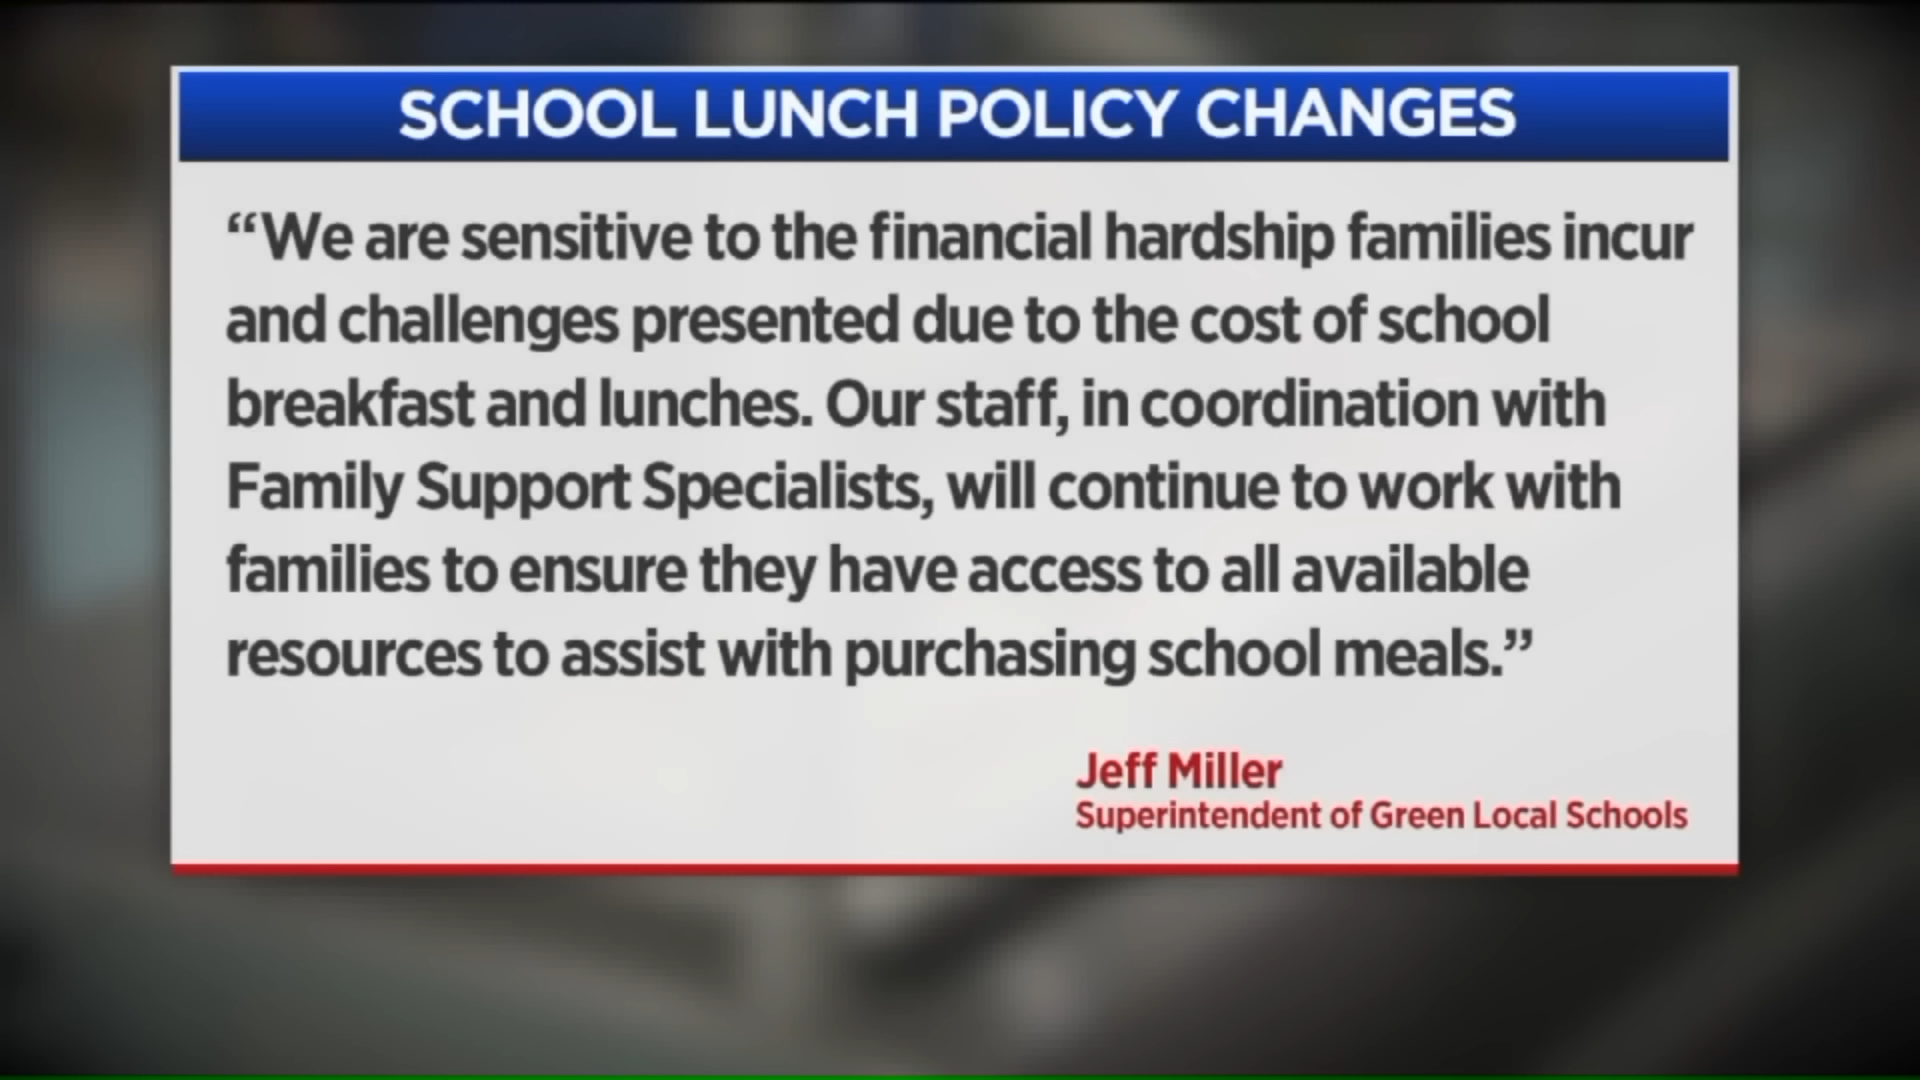 SCHOOL LUNCH POLICY CHANGES
“We are sensitive to the financial hardship families incur
and challenges presented due to the cost of school
breakfast and lunches. Our staff, in coordination with
Family Support Specialists, will continue to work with
families to ensure they have access to all available
resources to assist with purchasing school meals.”
Jeff Miller
Superintendent of Green Local Schools